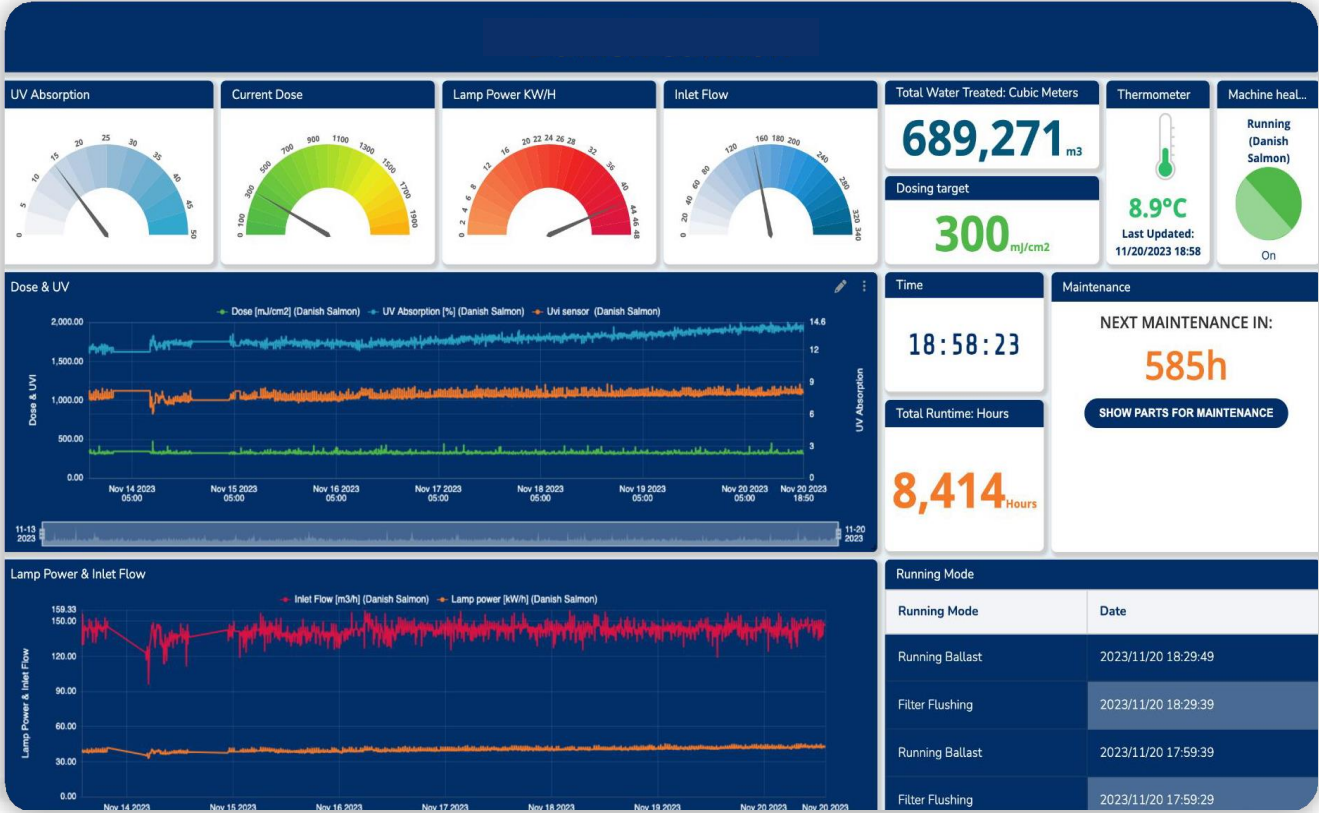 UV Absorption
0 5 10 15 20 25 30 35 40 45 50
Current Dose
100 300 500 700 900 1100 1300 1500 1700 1900
Lamp Power KW/H
0 2 4 6 8 12 16 20 22 24 26 28 32 36 40 44 46 48
Inlet Flow
0 20 40 60 80 120 160 180 200 240 280 320 340
Total Water Treated: Cubic Meters
689,271 m3
Dosing target
300 mJ/cm2
Thermometer
8.9°C
Last Updated:
11/20/2023 18:58
Machine heal...
Running
(Danish
Salmon)
On
Dose & UV
Dose [mJ/cm2] (Danish Salmon) UV Absorption [%] (Danish Salmon) Uvi sensor (Danish Salmon)
Dose & UVI
2,000.00
1,500.00
1,000.00
500.00
0.00
14.6
12
9
6
3
0
UV Absorption
Nov 14 2023 Nov 15 2023 Nov 16 2023 Nov 17 2023 Nov 18 2023 Nov 19 2023 Nov 20 2023 Nov 20 2023
05:00 05:00 05:00 05:00 05:00 05:00 05:00 18:50
11-13
2023
11-20
2023
Time
18:58:23
Total Runtime: Hours
8,414 Hours
Maintenance
NEXT MAINTENANCE IN:
585h
SHOW PARTS FOR MAINTENANCE
Lamp Power & Inlet Flow
Inlet Flow [m3/h] (Danish Salmon) Lamp power [kW/h] (Danish Salmon)
Lamp Power & Inlet Flow
159.33
150.00
120.00
90.00
60.00
30.00
0.00
Nov 14 2023 Nov 15 2023 Nov 16 2023 Nov 17 2023 Nov 18 2023 Nov 19 2023 Nov 20 2023 Nov 20 2023
Running Mode
Running Mode Date
Running Ballast 2023/11/20 18:29:49
Filter Flushing 2023/11/20 18:29:39
Running Ballast 2023/11/20 17:59:39
Filter Flushing 2023/11/20 17:59:29